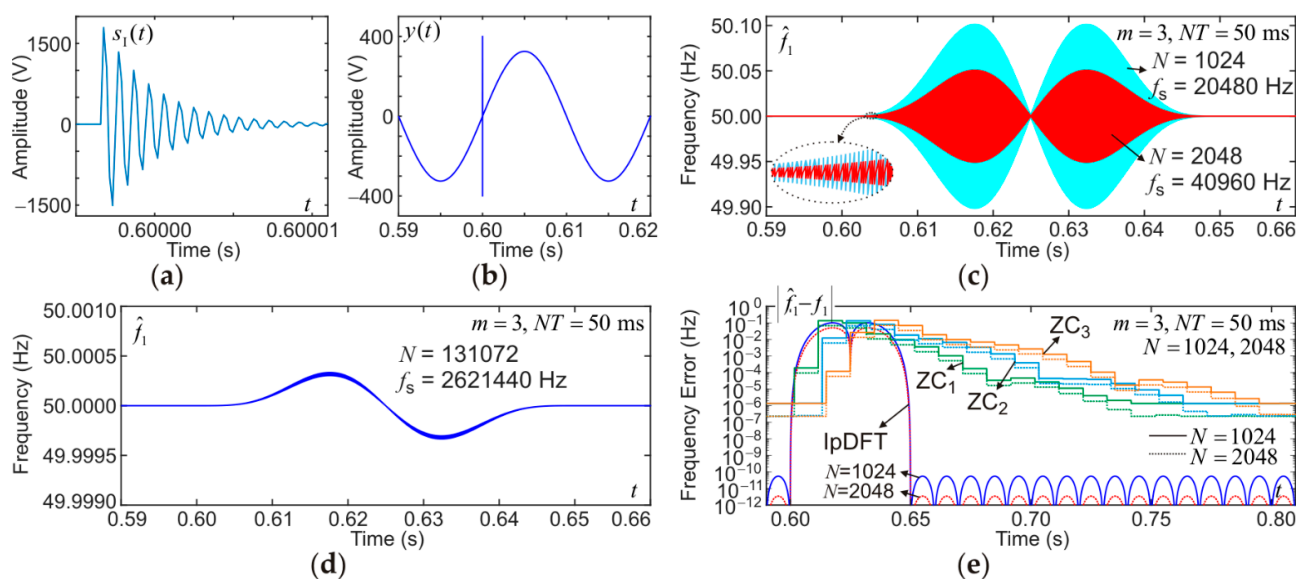 s₁(t)
Amplitude (V)
1500
0
−1500
0.60000
0.60001
t
Time (s)
(a)
y(t)
Amplitude (V)
400
200
0
−200
−400
0.59
0.60
0.61
0.62
t
Time (s)
(b)
f̂₁
m = 3, NT = 50 ms
N = 1024
fₛ = 20480 Hz
N = 2048
fₛ = 40960 Hz
Frequency (Hz)
50.10
50.05
50.00
49.95
49.90
0.59
0.60
0.61
0.62
0.63
0.64
0.65
0.66
t
Time (s)
(c)
f̂₁
m = 3, NT = 50 ms
N = 131072
fₛ = 2621440 Hz
Frequency (Hz)
50.0010
50.0005
50.0000
49.9995
49.9990
0.59
0.60
0.61
0.62
0.63
0.64
0.65
0.66
t
Time (s)
(d)
|f̂₁−f₁|
m = 3, NT = 50 ms
N = 1024, 2048
ZC₃
ZC₁
ZC₂
IpDFT
N = 1024
N = 2048
N=1024
N=2048
Frequency Error (Hz)
10⁰
10⁻¹
10⁻²
10⁻³
10⁻⁴
10⁻⁵
10⁻⁶
10⁻⁷
10⁻⁸
10⁻⁹
10⁻¹⁰
10⁻¹¹
10⁻¹²
0.60
0.65
0.70
0.75
0.80
t
Time (s)
(e)